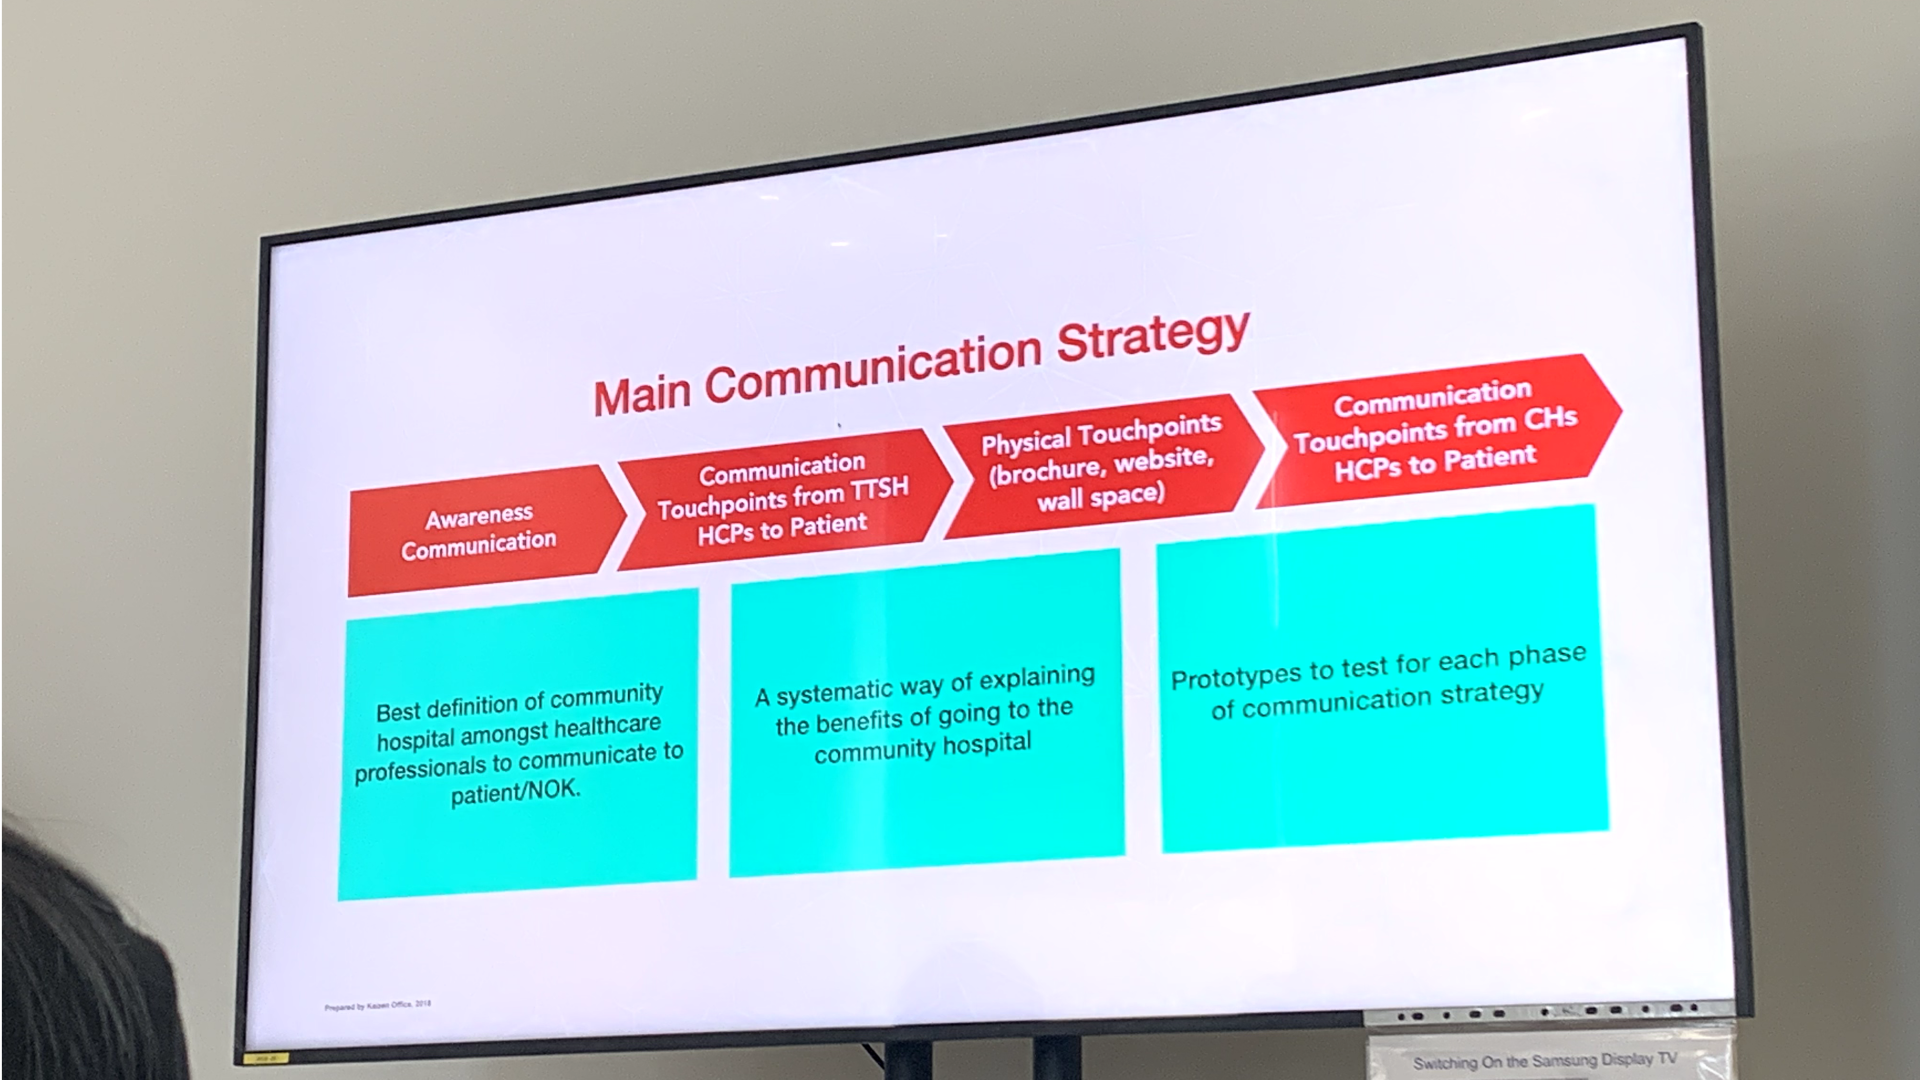 Main Communication Strategy
Awareness
Communication
Communication
Touchpoints from TTSH
HCPs to Patient
Physical Touchpoints
(brochure, website,
wall space)
Communication
Touchpoints from CHs
HCPs to Patient
Best definition of community
hospital amongst healthcare
professionals to communicate to
patient/NOK.
A systematic way of explaining
the benefits of going to the
community hospital
Prototypes to test for each phase
of communication strategy
Prepared by Kaizen Office, 2018
Switching On the Samsung Display TV